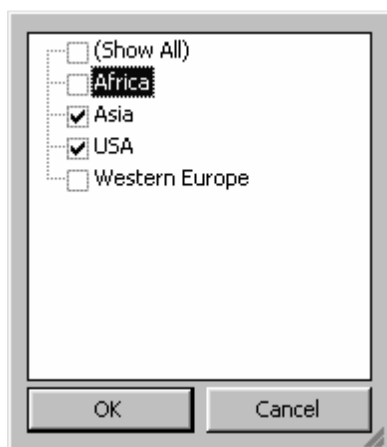 (Show All)
Africa
Asia
USA
Western Europe
OK Cancel